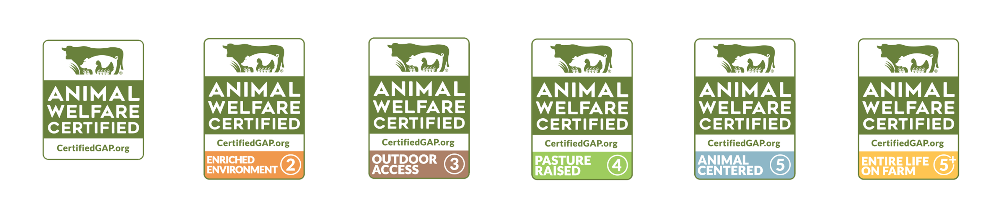 ®
ANIMAL
WELFARE
CERTIFIED
CertifiedGAP.org
®
ANIMAL
WELFARE
CERTIFIED
CertifiedGAP.org
ENRICHED
ENVIRONMENT
2
®
ANIMAL
WELFARE
CERTIFIED
CertifiedGAP.org
OUTDOOR
ACCESS
3
®
ANIMAL
WELFARE
CERTIFIED
CertifiedGAP.org
PASTURE
RAISED
4
®
ANIMAL
WELFARE
CERTIFIED
CertifiedGAP.org
ANIMAL
CENTERED
5
®
ANIMAL
WELFARE
CERTIFIED
CertifiedGAP.org
ENTIRE LIFE
ON FARM
5+